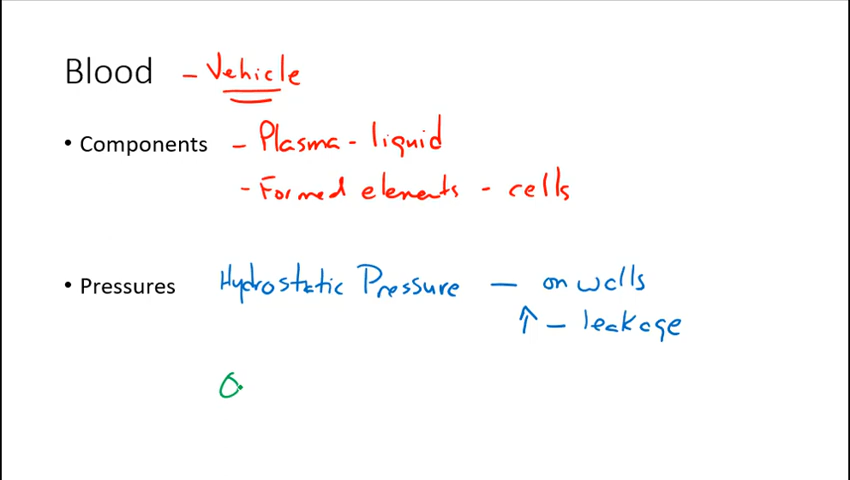 Blood - Vehicle
• Components - Plasma - liquid
- Formed elements - cells
• Pressures Hydrostatic Pressure - on walls
↑ - leakage
O